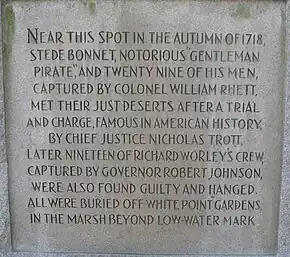 NEAR THIS SPOT IN THE AUTUMN OF 1718,
STEDE BONNET, NOTORIOUS "GENTLEMAN
PIRATE," AND TWENTY NINE OF HIS MEN,
CAPTURED BY COLONEL WILLIAM RHETT,
MET THEIR JUST DESERTS AFTER A TRIAL
AND CHARGE, FAMOUS IN AMERICAN HISTORY,
BY CHIEF JUSTICE NICHOLAS TROTT.
LATER NINETEEN OF RICHARD WORLEY'S CREW,
CAPTURED BY GOVERNOR ROBERT JOHNSON,
WERE ALSO FOUND GUILTY AND HANGED.
ALL WERE BURIED OFF WHITE POINT GARDENS,
IN THE MARSH BEYOND LOW-WATER MARK.